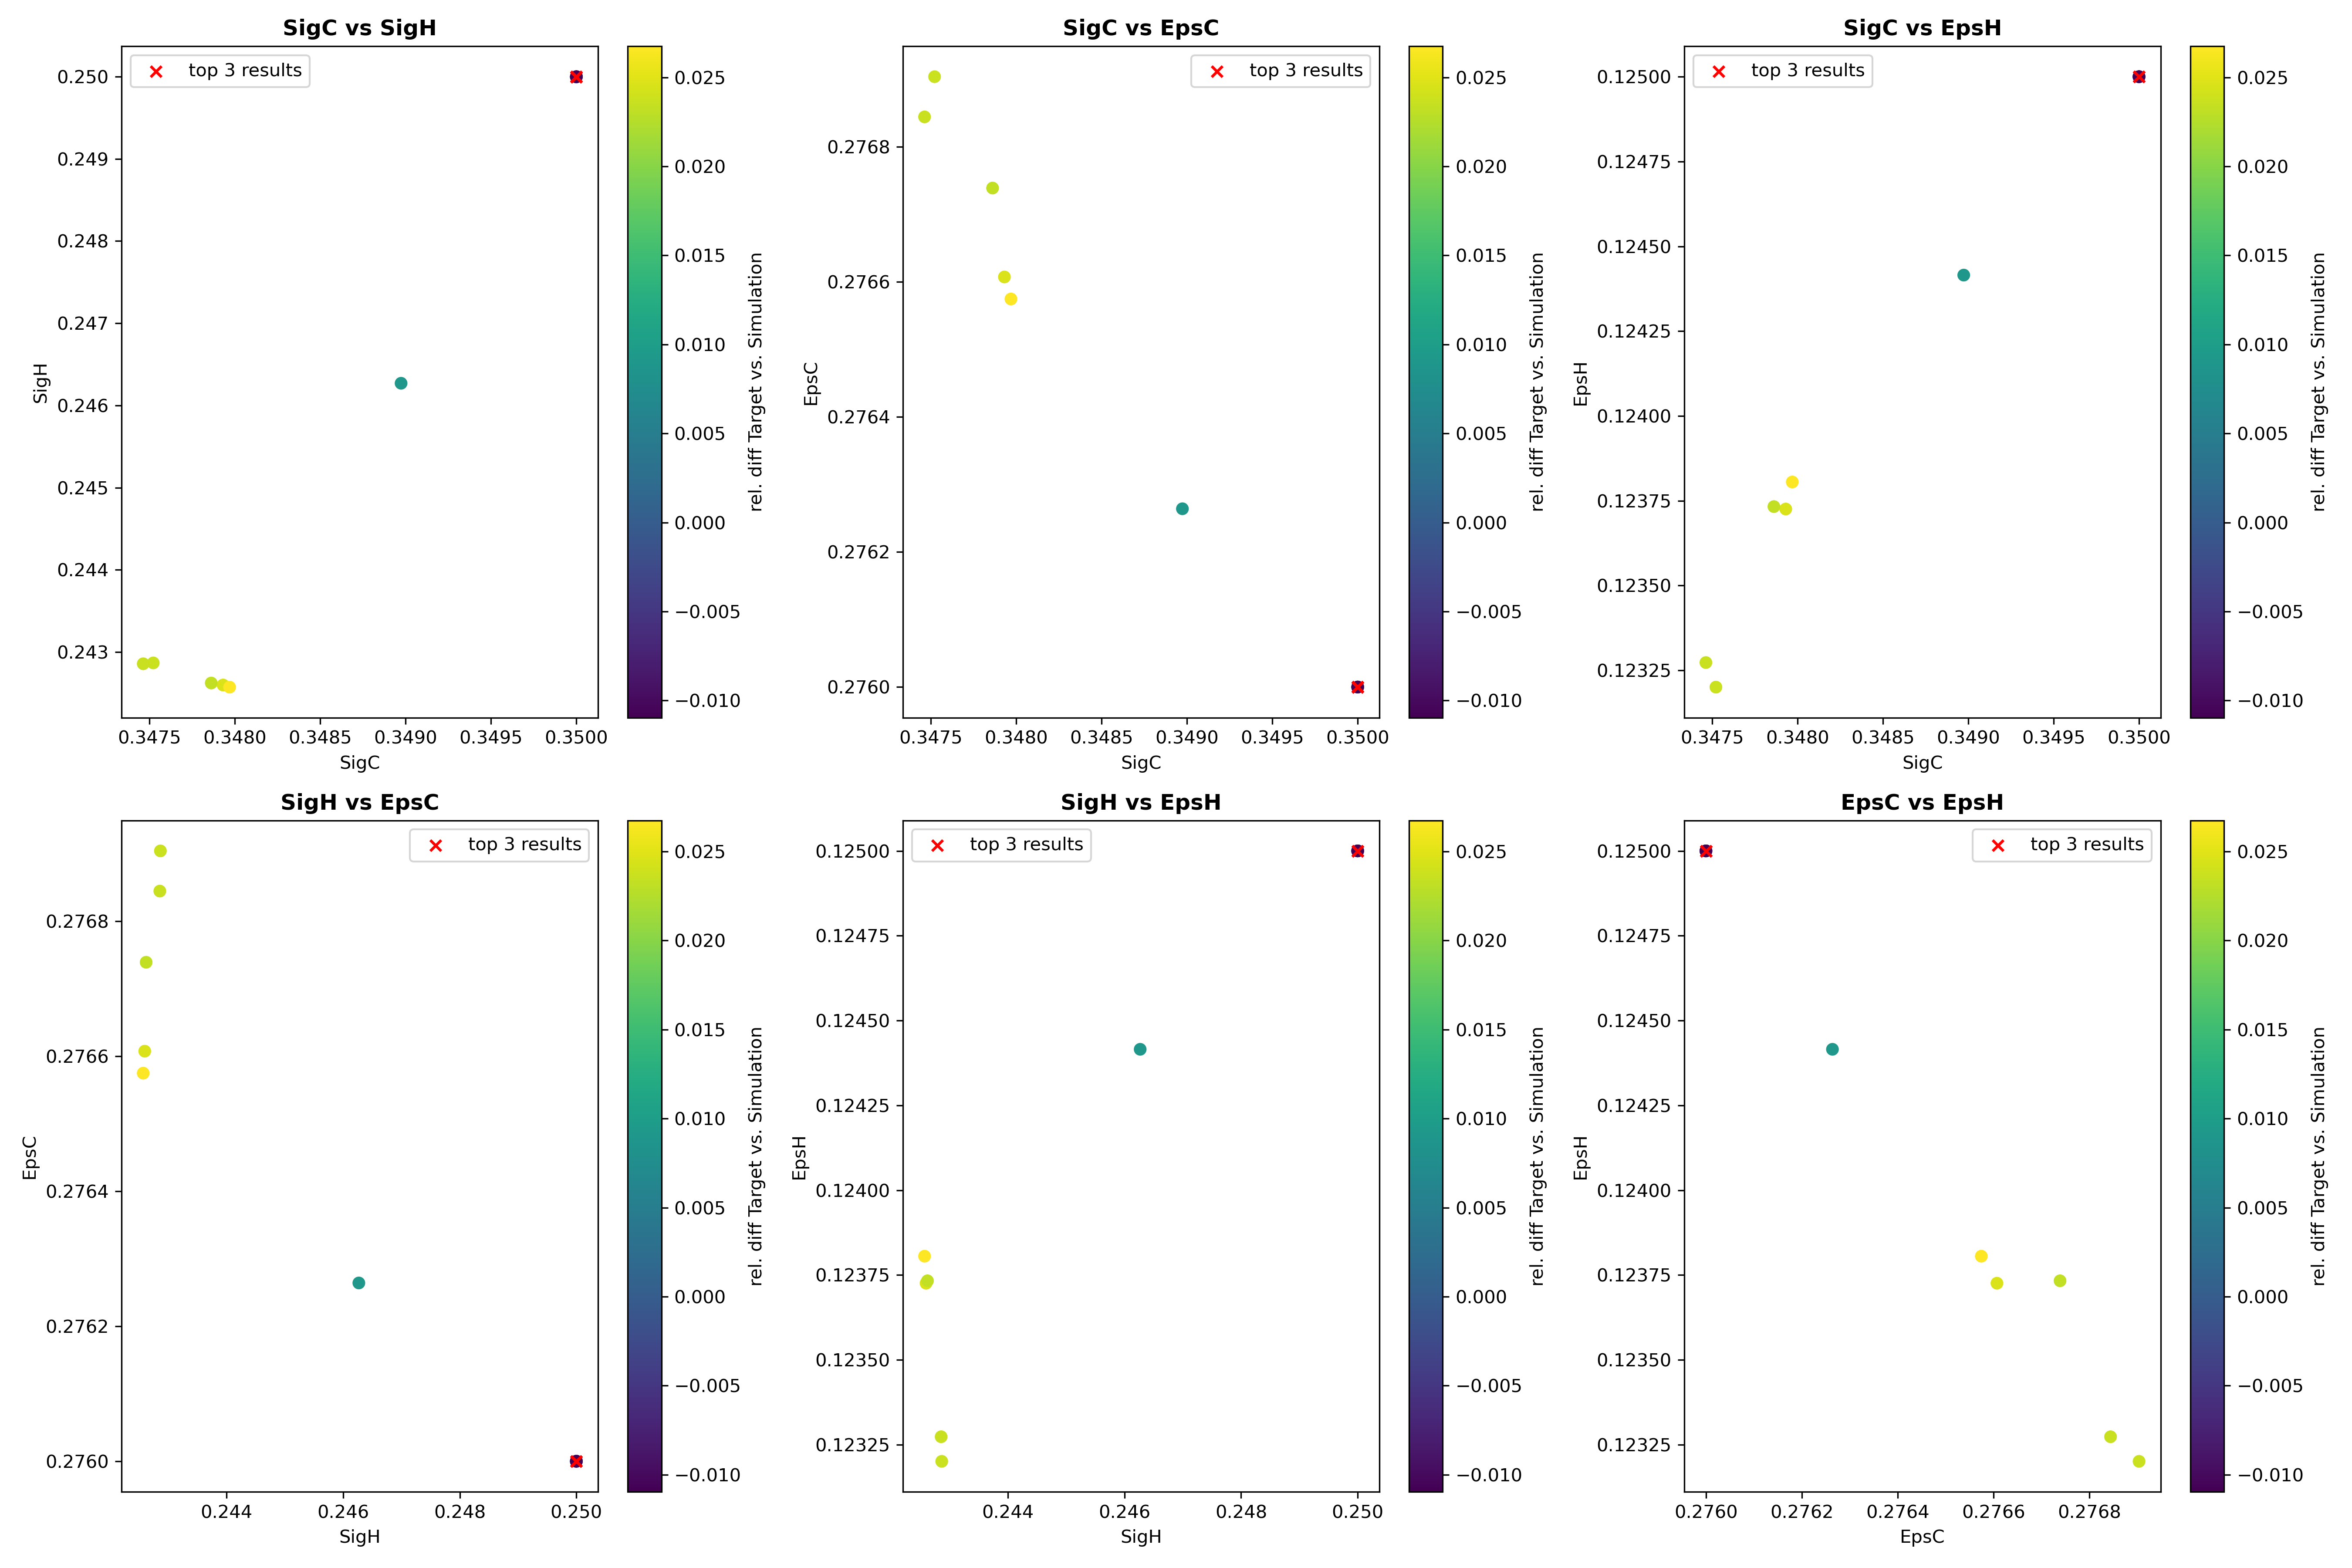 SigC vs SigH
top 3 results
0.250
0.249
0.248
0.247
0.246
0.245
0.244
0.243
SigH
0.3475 0.3480 0.3485 0.3490 0.3495 0.3500
SigC
0.025
0.020
0.015
0.010
0.005
0.000
−0.005
−0.010
rel. diff Target vs. Simulation
SigC vs EpsC
top 3 results
0.2768
0.2766
0.2764
0.2762
0.2760
EpsC
0.3475 0.3480 0.3485 0.3490 0.3495 0.3500
SigC
0.025
0.020
0.015
0.010
0.005
0.000
−0.005
−0.010
rel. diff Target vs. Simulation
SigC vs EpsH
top 3 results
0.12500
0.12475
0.12450
0.12425
0.12400
0.12375
0.12350
0.12325
EpsH
0.3475 0.3480 0.3485 0.3490 0.3495 0.3500
SigC
0.025
0.020
0.015
0.010
0.005
0.000
−0.005
−0.010
rel. diff Target vs. Simulation
SigH vs EpsC
top 3 results
0.2768
0.2766
0.2764
0.2762
0.2760
EpsC
0.244 0.246 0.248 0.250
SigH
0.025
0.020
0.015
0.010
0.005
0.000
−0.005
−0.010
rel. diff Target vs. Simulation
SigH vs EpsH
top 3 results
0.12500
0.12475
0.12450
0.12425
0.12400
0.12375
0.12350
0.12325
EpsH
0.244 0.246 0.248 0.250
SigH
0.025
0.020
0.015
0.010
0.005
0.000
−0.005
−0.010
rel. diff Target vs. Simulation
EpsC vs EpsH
top 3 results
0.12500
0.12475
0.12450
0.12425
0.12400
0.12375
0.12350
0.12325
EpsH
0.2760 0.2762 0.2764 0.2766 0.2768
EpsC
0.025
0.020
0.015
0.010
0.005
0.000
−0.005
−0.010
rel. diff Target vs. Simulation